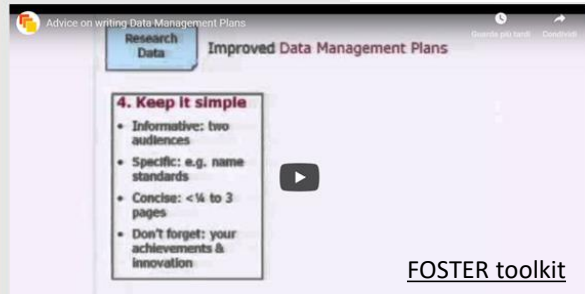 Advice on writing Data Management Plans
Guarda più tardi
Condividi
Research
Data
Improved Data Management Plans
4. Keep it simple
• Informative: two
audiences
• Specific: e.g. name
standards
• Concise: <¼ to 3
pages
• Don't forget: your
achievements &
innovation
FOSTER toolkit